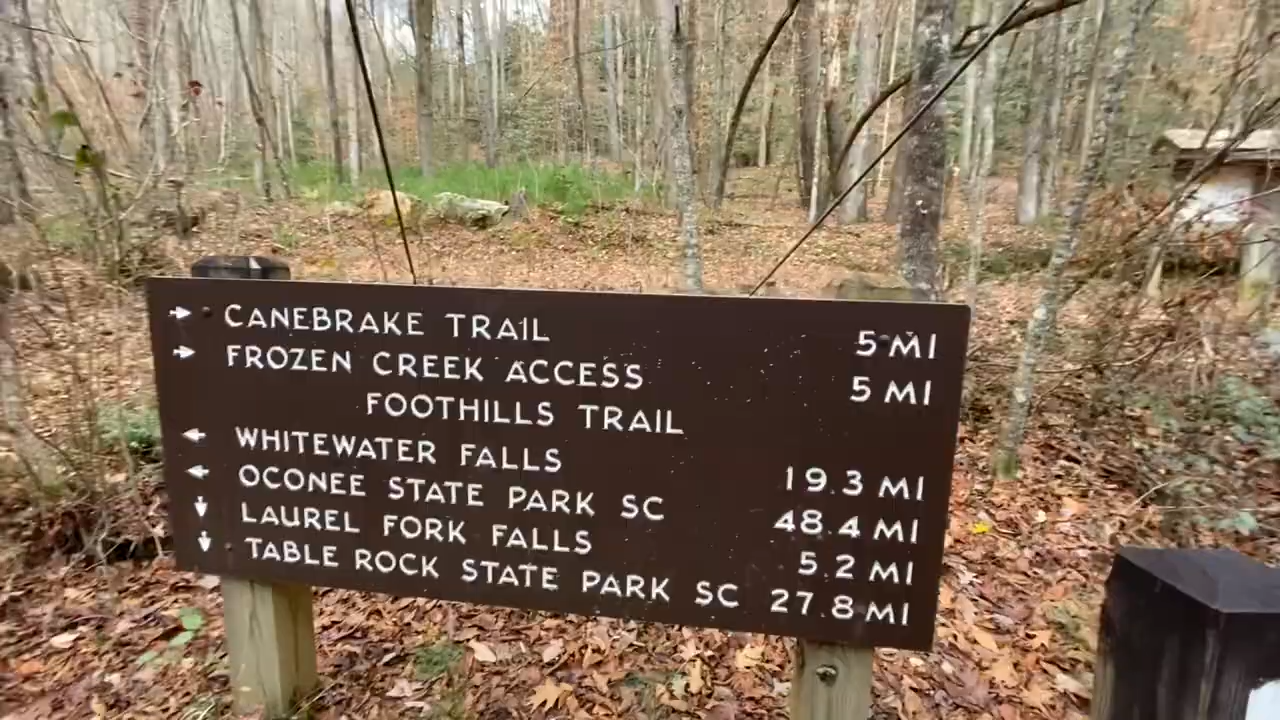 CANEBRAKE TRAIL 5 MI
FROZEN CREEK ACCESS 5 MI
FOOTHILLS TRAIL
WHITEWATER FALLS 19.3 MI
OCONEE STATE PARK SC 48.4 MI
LAUREL FORK FALLS 5.2 MI
TABLE ROCK STATE PARK SC 27.8 MI